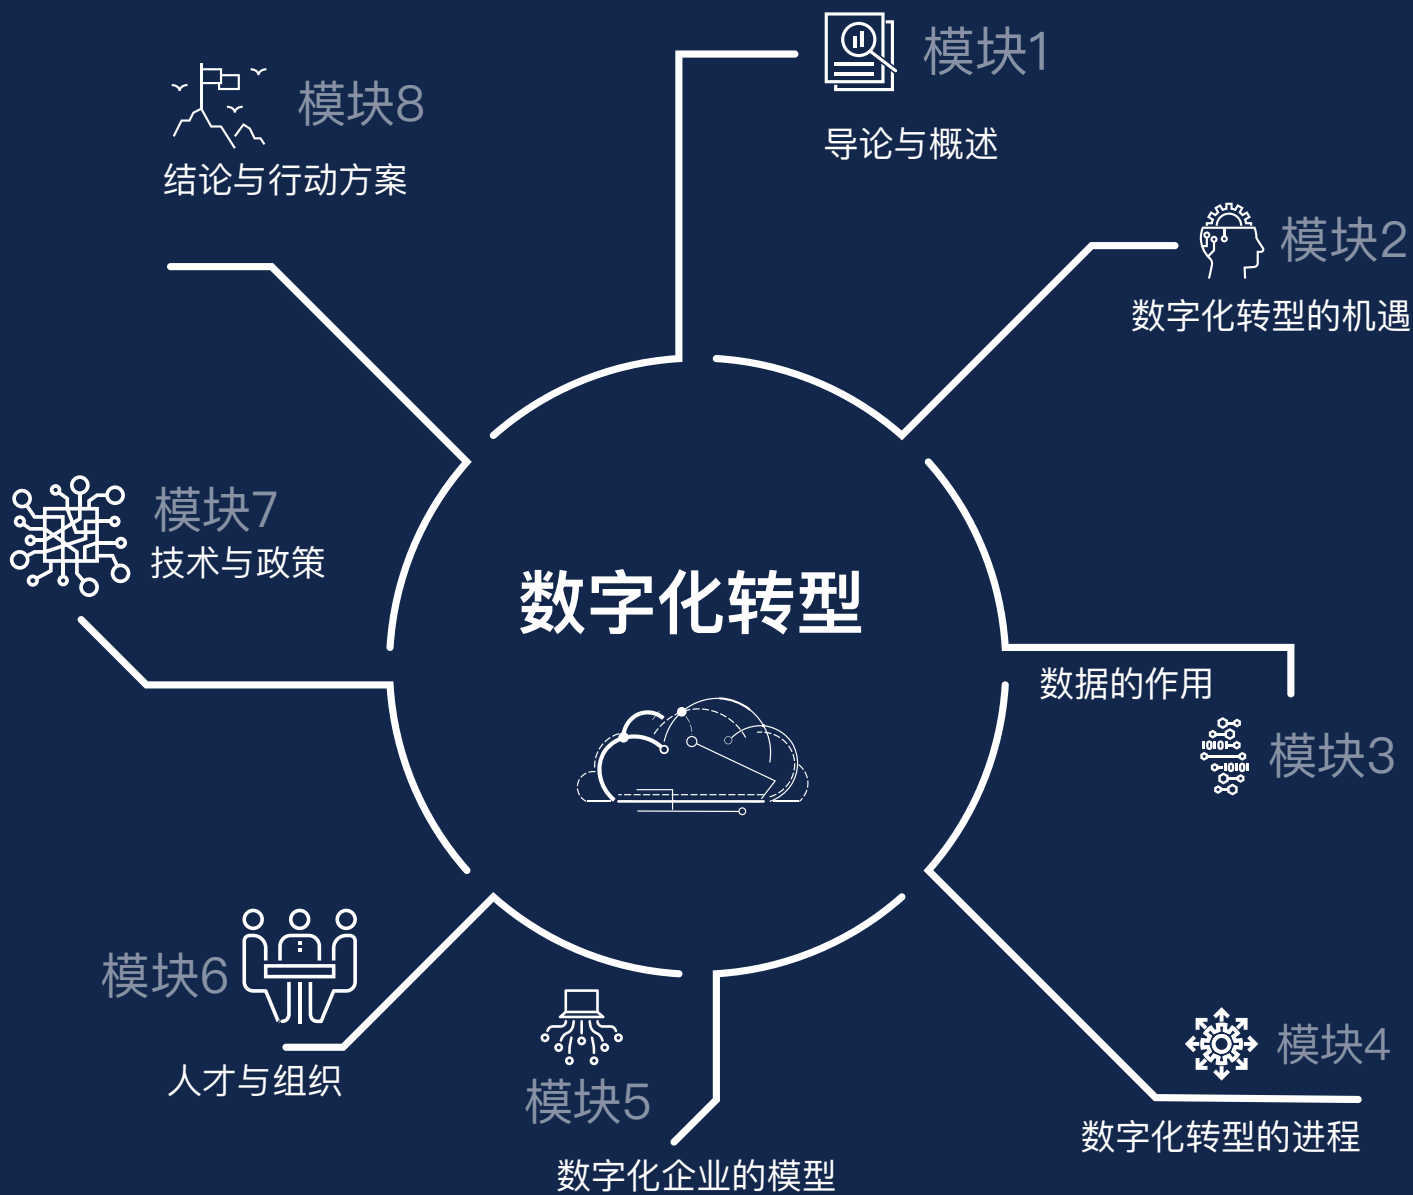 模块1
导论与概述
模块2
数字化转型的机遇
数据的作用
模块3
模块4
数字化转型的进程
模块5
数字化企业的模型
模块6
人才与组织
模块7
技术与政策
模块8
结论与行动方案
数字化转型
0101
0101